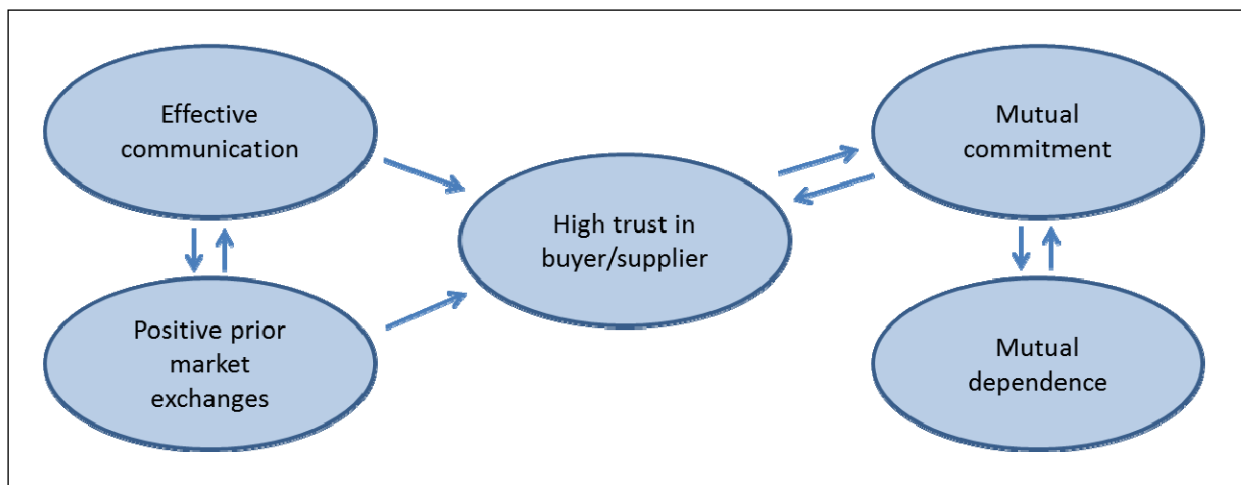 Effective
communication
Positive prior
market
exchanges
High trust in
buyer/supplier
Mutual
commitment
Mutual
dependence